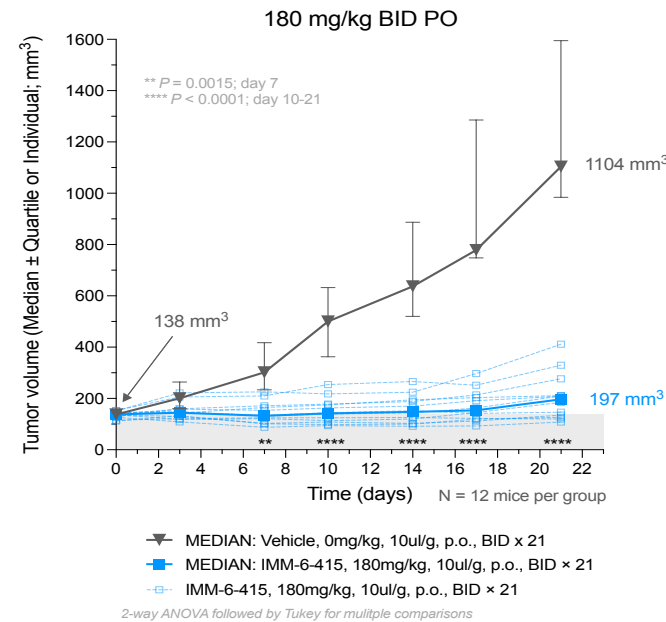 180 mg/kg BID PO
** P = 0.0015; day 7
**** P < 0.0001; day 10-21
Tumor volume (Median ± Quartile or Individual; mm³)
1600
1400
1200
1000
800
600
400
200
0
1104 mm³
138 mm³
197 mm³
** **** **** **** ****
0 2 4 6 8 10 12 14 16 18 20 22
Time (days)
N = 12 mice per group
MEDIAN: Vehicle, 0mg/kg, 10ul/g, p.o., BID x 21
MEDIAN: IMM-6-415, 180mg/kg, 10ul/g, p.o., BID × 21
IMM-6-415, 180mg/kg, 10ul/g, p.o., BID × 21
2-way ANOVA followed by Tukey for mulitple comparisons